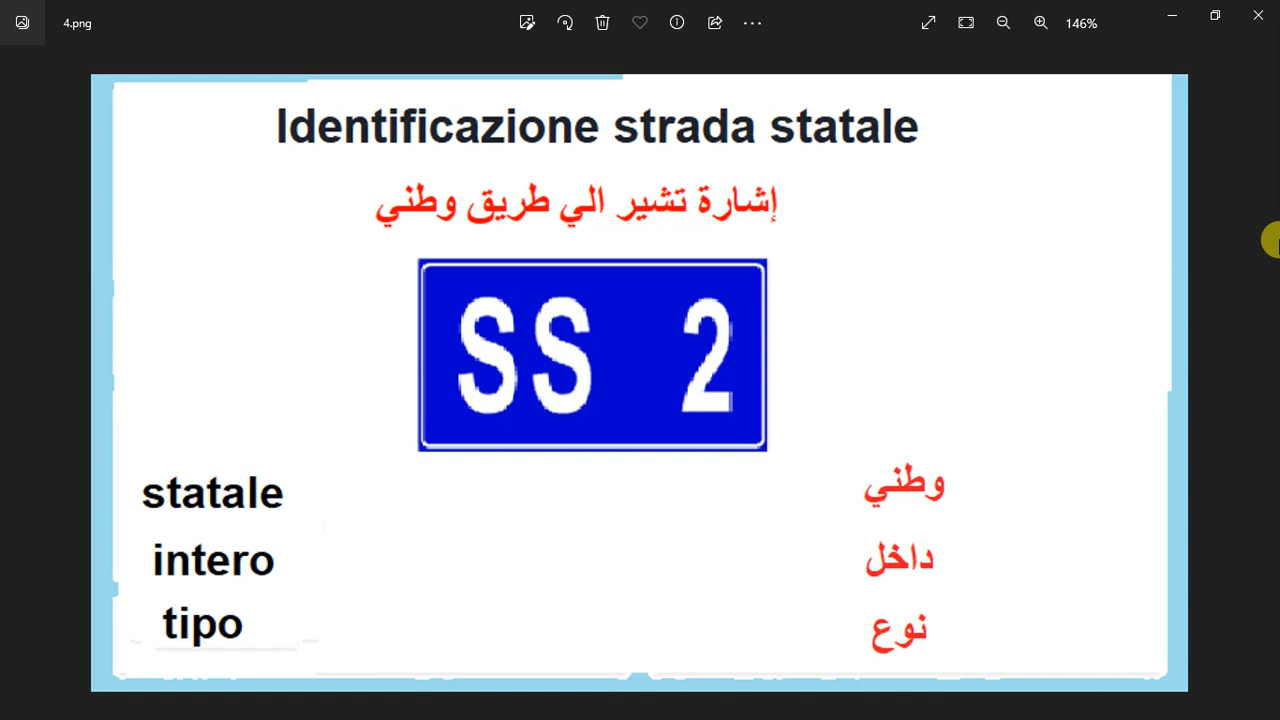 4.png
146%
Identificazione strada statale
إشارة تشير الي طريق وطني
SS 2
statale وطني
intero داخل
tipo نوع